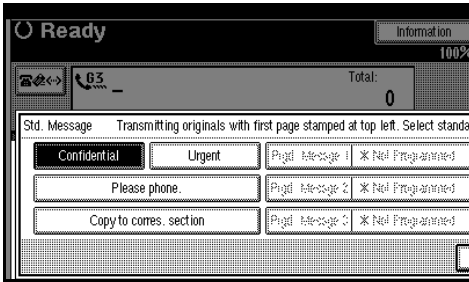 Ready
Information
100%
G3 _
Total:
0
Std. Message Transmitting originals with first page stamped at top left. Select standa
Confidential Urgent Prgd. Message 1 * Not Programmed
Please phone. Prgd. Message 2 * Not Programmed
Copy to corres. section Prgd. Message 3 * Not Programmed